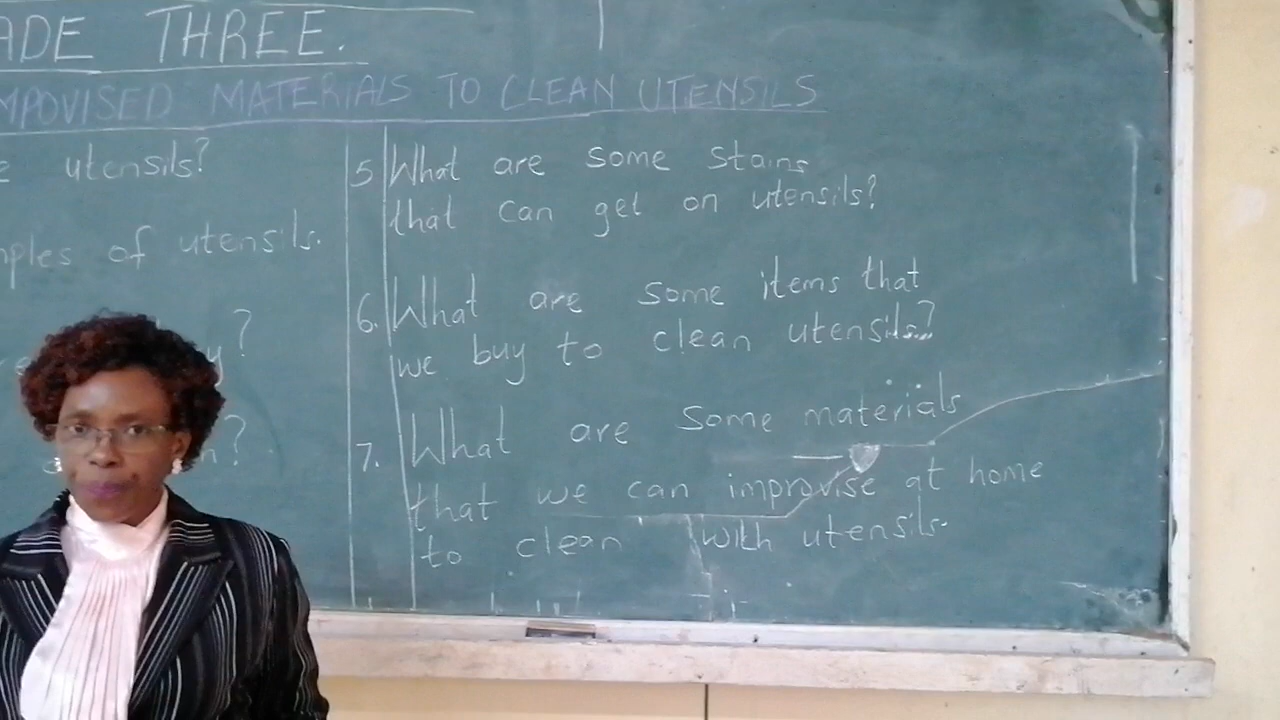 ADE THREE.
MPOVISED MATERIALS TO CLEAN UTENSILS
e utensils?
mples of utensils.
y?
n?
5 What are some stains
that can get on utensils?
6. What are some items that
we buy to clean utensils?
7. What are some materials
that we can improvise at home
to clean with utensils.